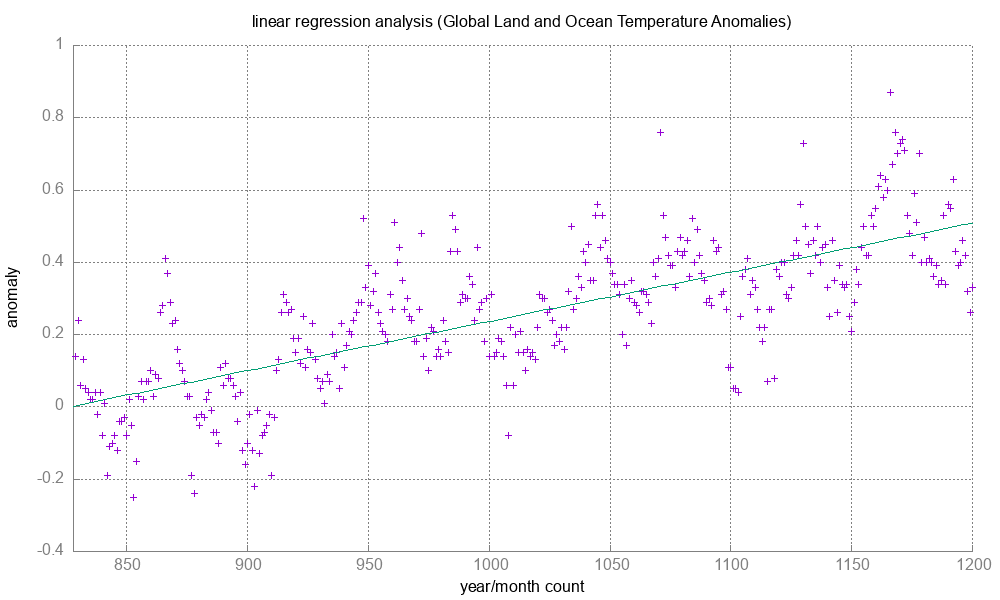 linear regression analysis (Global Land and Ocean Temperature Anomalies)
1
0.8
0.6
0.4
0.2
0
-0.2
-0.4
anomaly
850 900 950 1000 1050 1100 1150 1200
year/month count